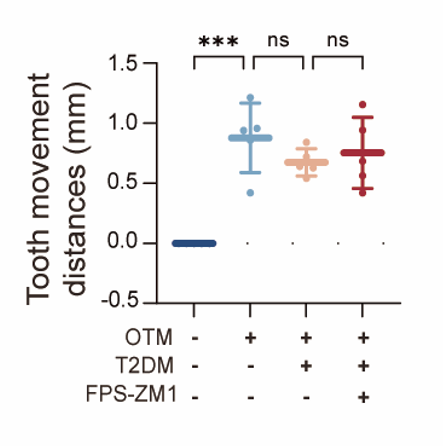 *** ns ns
1.5
1.0
0.5
0.0
-0.5
Tooth movement
distances (mm)
OTM - + + +
T2DM - - + +
FPS-ZM1 - - - +